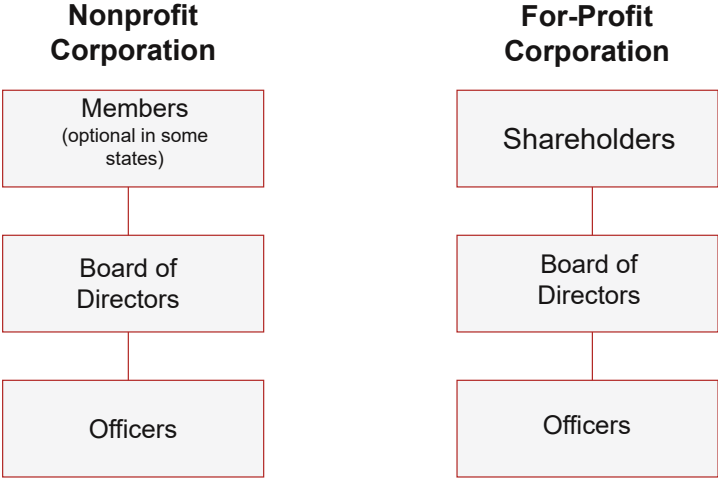 Nonprofit
Corporation
Members
(optional in some
states)
Board of
Directors
Officers
For-Profit
Corporation
Shareholders
Board of
Directors
Officers